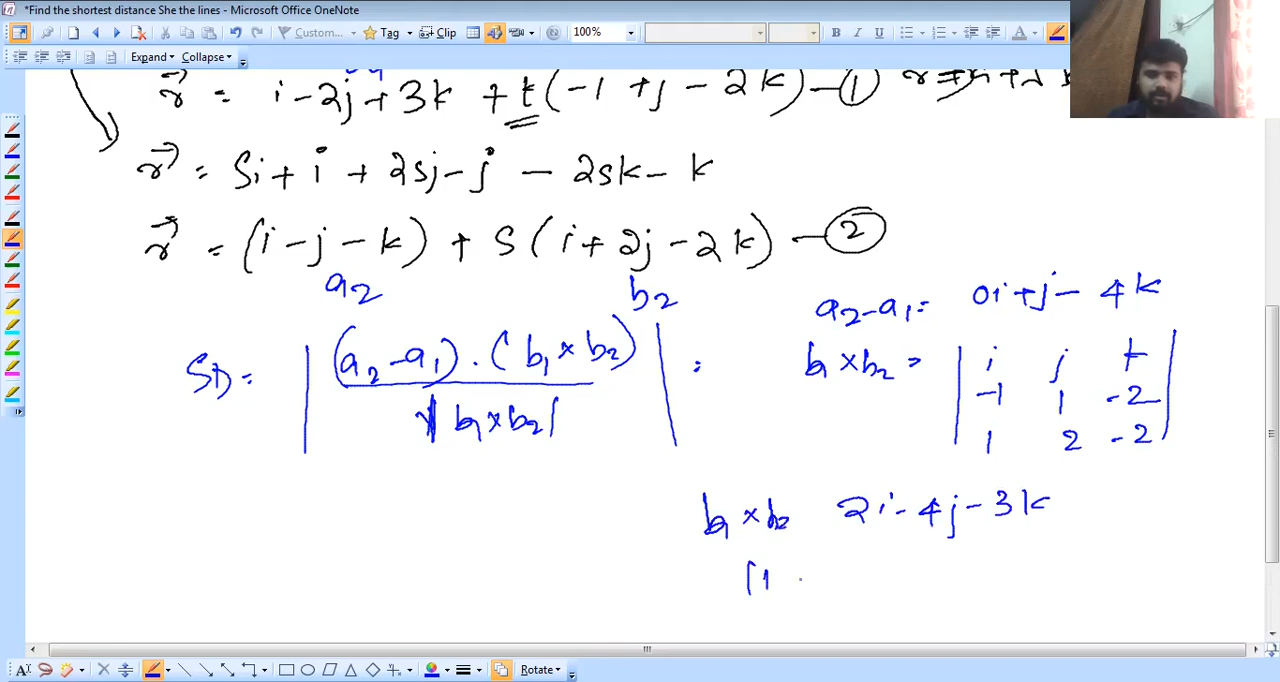 *Find the shortest distance She the lines - Microsoft Office OneNote
Custom... Tag Clip 100% B I U A
Expand Collapse
r⃗ = i - 2j + 3k + t(-1 + j - 2k) — ①
r⃗ = Si + i + 2sj - j - 2sk - k
r⃗ = (i - j - k) + S(i + 2j - 2k) — ②
a2 b2
a2 - a1 = 0i + j - 4k
SD = | (a2 - a1) . (b1 × b2) / |b1 × b2| | =
b1 × b2 = | i j k
-1 1 -2
1 2 -2 |
b1 × b2 2i - 4j - 3k
Rotate